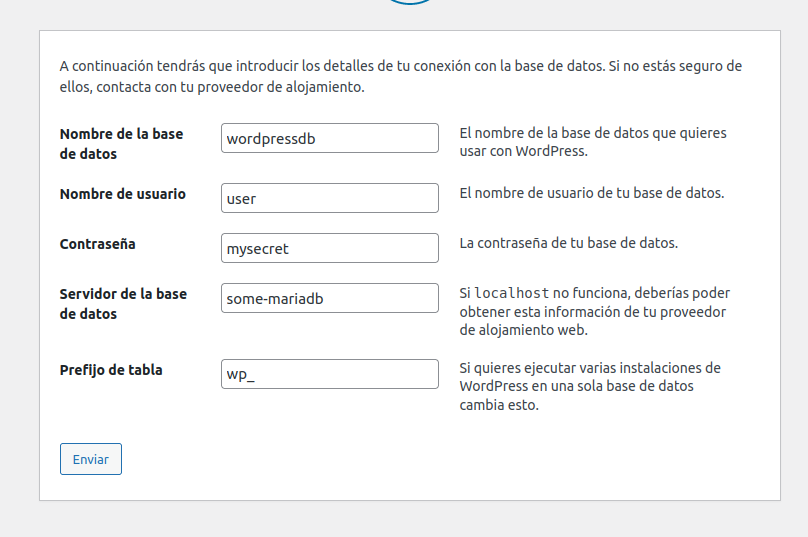 A continuación tendrás que introducir los detalles de tu conexión con la base de datos. Si no estás seguro de
ellos, contacta con tu proveedor de alojamiento.
Nombre de la base
de datos
wordpressdb
El nombre de la base de datos que quieres
usar con WordPress.
Nombre de usuario
user
El nombre de usuario de tu base de datos.
Contraseña
mysecret
La contraseña de tu base de datos.
Servidor de la base
de datos
some-mariadb
Si localhost no funciona, deberías poder
obtener esta información de tu proveedor
de alojamiento web.
Prefijo de tabla
wp_
Si quieres ejecutar varias instalaciones de
WordPress en una sola base de datos
cambia esto.
Enviar